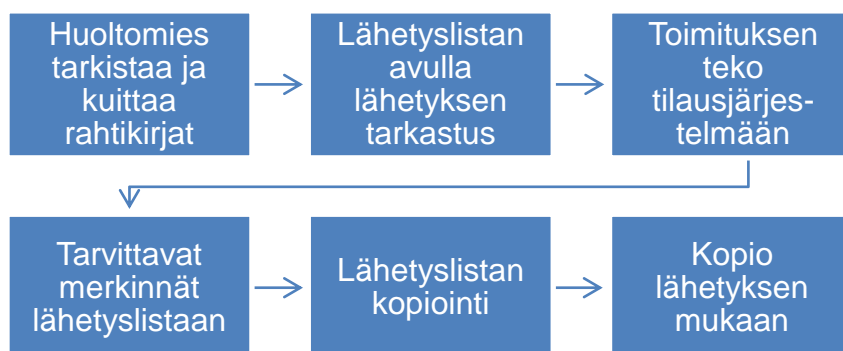 Huoltomies
tarkistaa ja
kuittaa
rahtikirjat
Lähetyslistan
avulla
lähetyksen
tarkastus
Toimituksen
teko
tilausjärjes-
telmään
Tarvittavat
merkinnät
lähetyslistaan
Lähetyslistan
kopiointi
Kopio
lähetyksen
mukaan